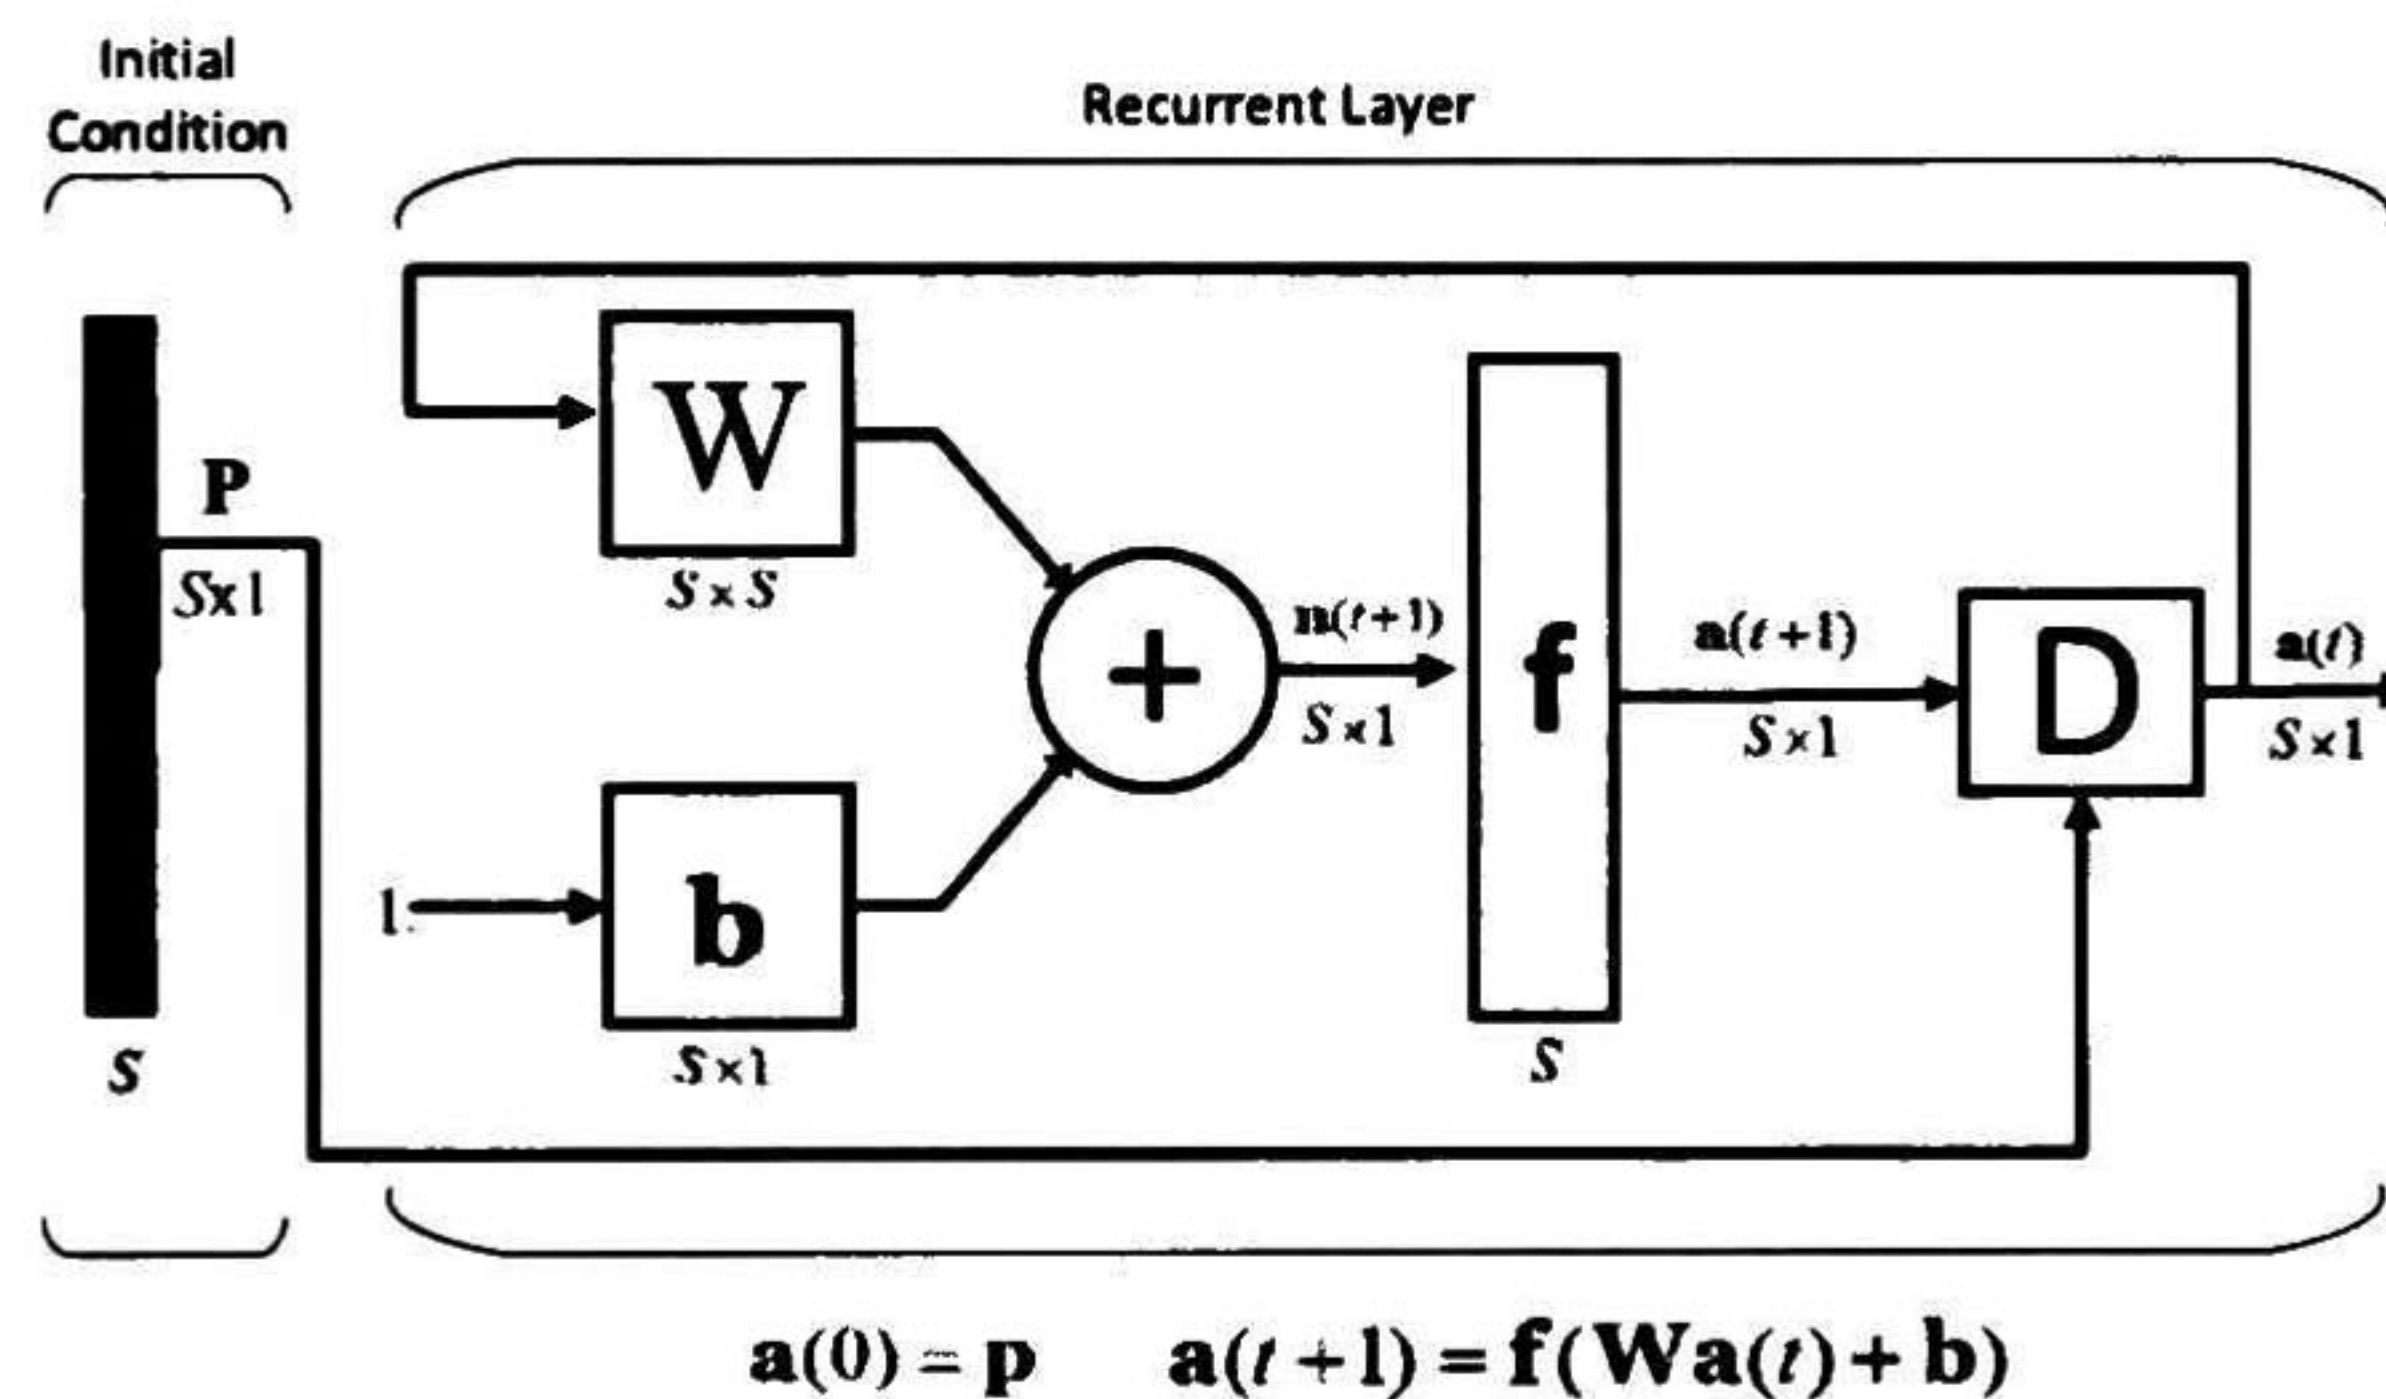 Initial
Condition
Recurrent Layer
P
S×1
S
W
S×S
1.
b
S×1
+
n(t+1)
S×1
f
S
a(t+1)
S×1
D
a(t)
S×1
a(0) = p a(t+1) = f(Wa(t) + b)